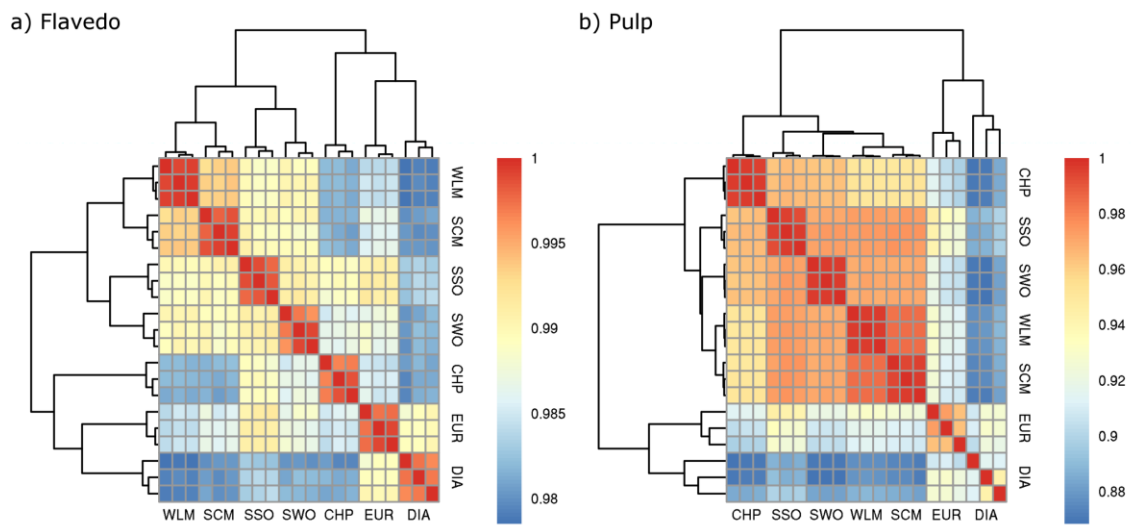 a) Flavedo
WLM
SCM
SSO
SWO
CHP
EUR
DIA
1
0.995
0.99
0.985
0.98
WLM SCM SSO SWO CHP EUR DIA
b) Pulp
CHP
SSO
SWO
WLM
SCM
EUR
DIA
1
0.98
0.96
0.94
0.92
0.9
0.88
CHP SSO SWO WLM SCM EUR DIA